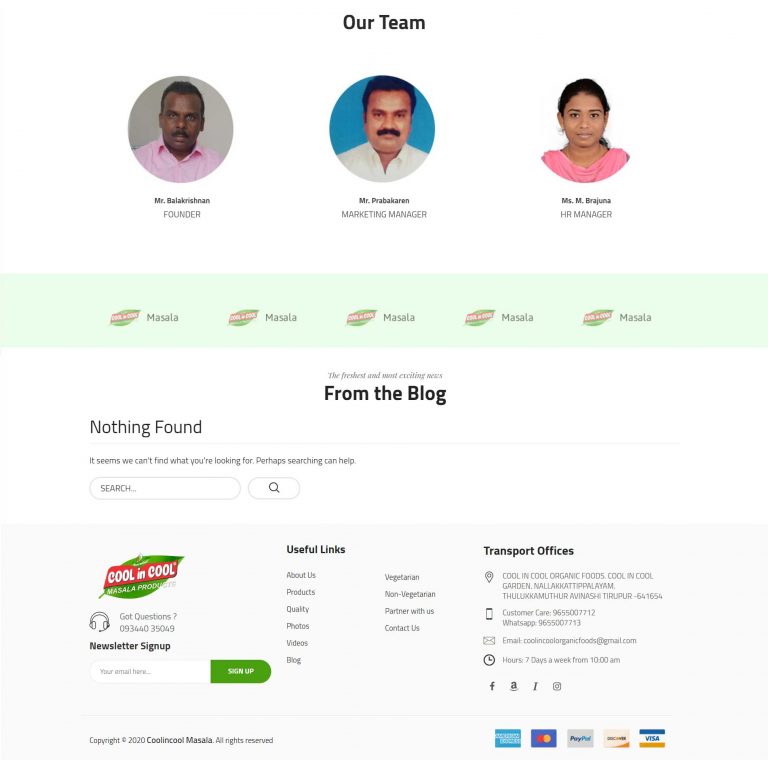 Our Team
Mr. Balakrishnan
FOUNDER
Mr. Prabakaren
MARKETING MANAGER
Ms. M. Brajuna
HR MANAGER
COOL in COOL Masala
COOL in COOL Masala
COOL in COOL Masala
COOL in COOL Masala
COOL in COOL Masala
The freshest and most exciting news
From the Blog
Nothing Found
It seems we can't find what you're looking for. Perhaps searching can help.
SEARCH...
COOL in COOL
MASALA PRODUCTS
Got Questions ?
09344O 35049
Newsletter Signup
Your email here...
SIGN UP
Useful Links
About Us
Products
Quality
Photos
Videos
Blog
Vegetarian
Non-Vegetarian
Partner with us
Contact Us
Transport Offices
COOL IN COOL ORGANIC FOODS. COOL IN COOL
GARDEN, NALLAKKATTIPPALAYAM,
THULUKKAMUTHUR AVINASHI TIRUPUR -641654
Customer Care: 9655007712
Whatsapp: 9655007713
Email: coolincoolorganicfoods@gmail.com
Hours: 7 Days a week from 10:00 am
Copyright © 2020 Coolincool Masala. All rights reserved
AMERICAN EXPRESS
PayPal
DISCOVER
VISA